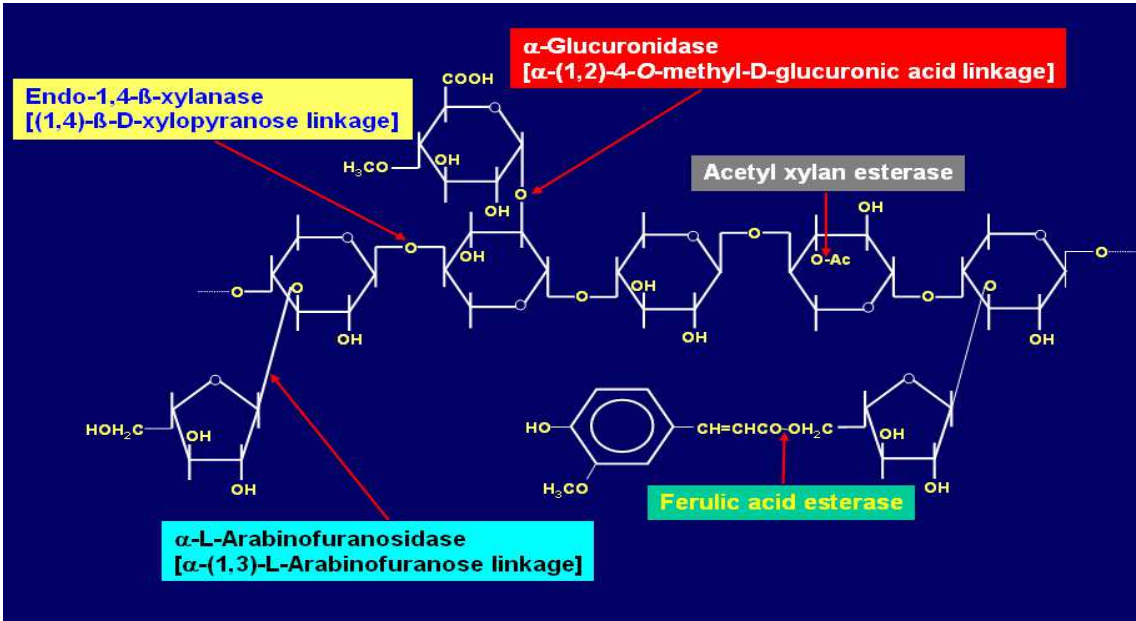 α-Glucuronidase
[α-(1,2)-4-O-methyl-D-glucuronic acid linkage]
COOH
Endo-1,4-ß-xylanase
[(1,4)-ß-D-xylopyranose linkage]
H₃CO
OH
OH
O
Acetyl xylan esterase
OH
O
O
OH
O-Ac
O
O
O
OH
O
O
O
OH
OH
OH
OH
HOH₂C
OH
OH
HO
CH=CHCO-OH₂C
OH
OH
H₃CO
Ferulic acid esterase
α-L-Arabinofuranosidase
[α-(1,3)-L-Arabinofuranose linkage]